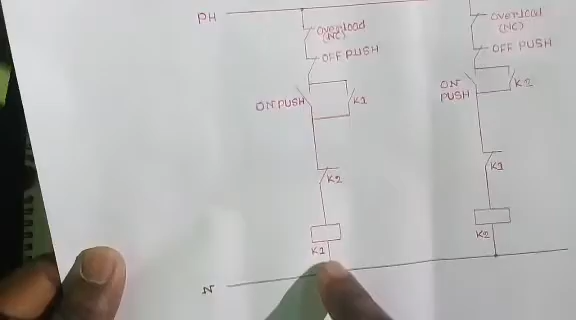 PH
overload
(NC)
OFF PUSH
ON PUSH
K1
K2
K1
overload
(NC)
OFF PUSH
ON
PUSH
K2
K1
K2
N